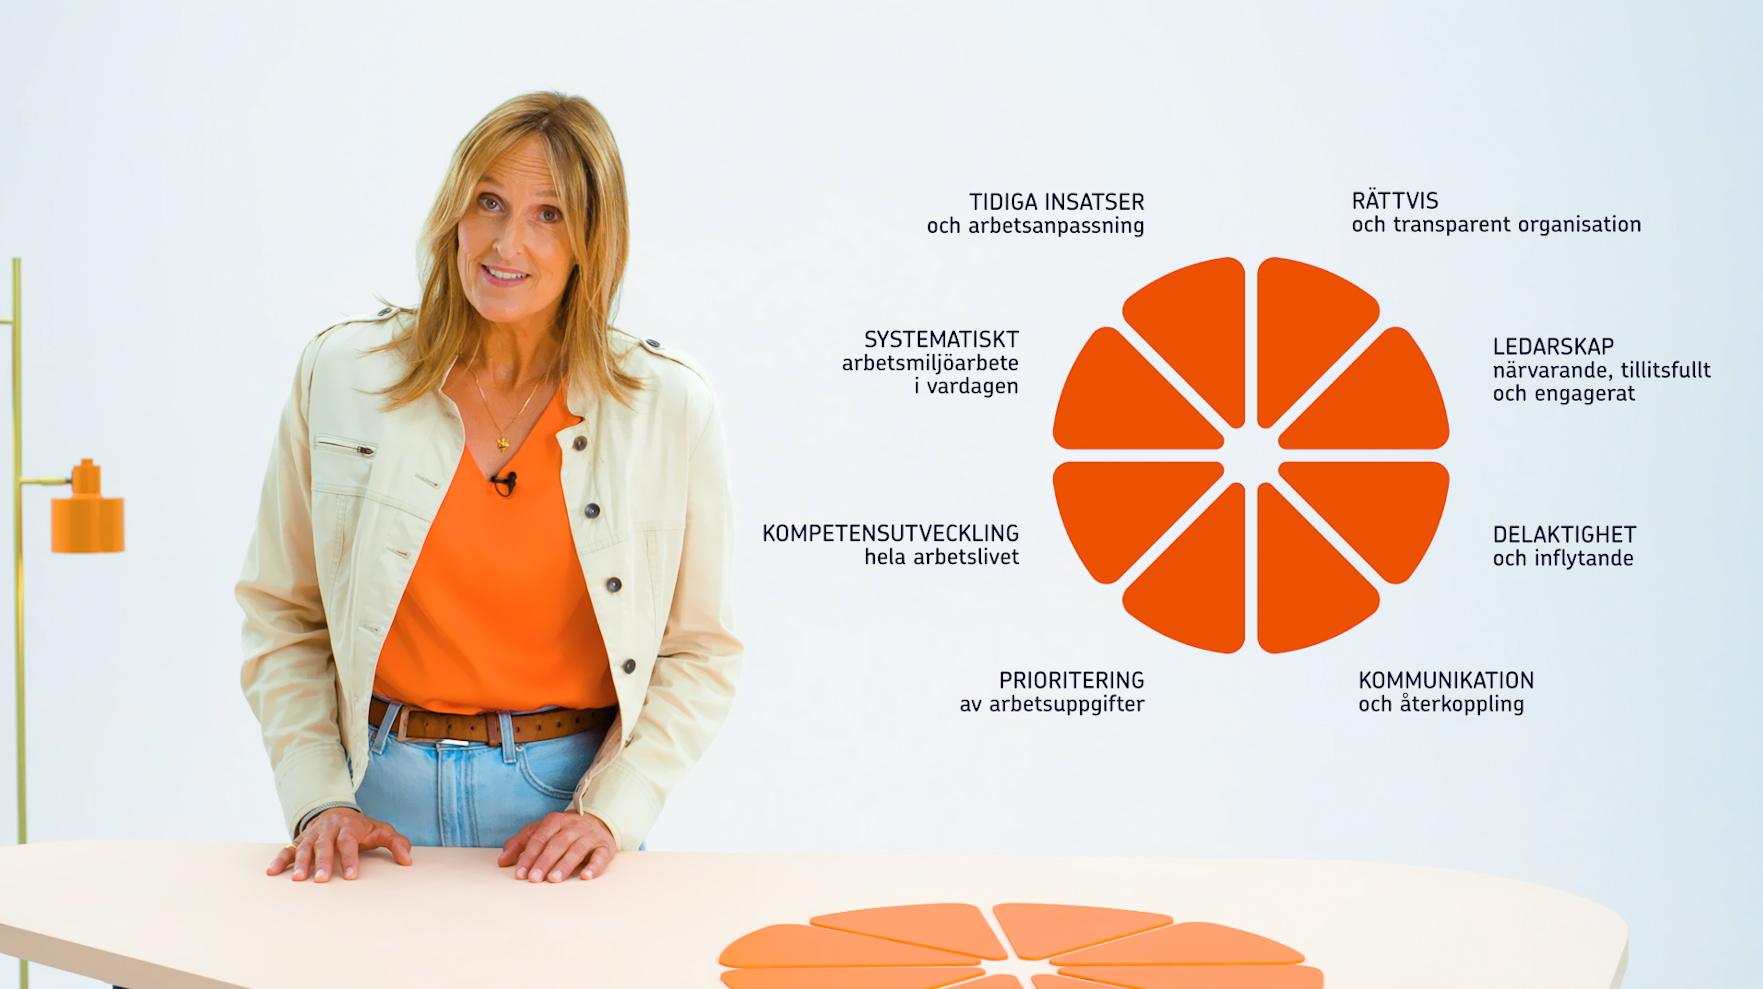 TIDIGA INSATSER
och arbetsanpassning
RÄTTVIS
och transparent organisation
SYSTEMATISKT
arbetsmiljöarbete
i vardagen
LEDARSKAP
närvarande, tillitsfullt
och engagerat
KOMPETENSUTVECKLING
hela arbetslivet
DELAKTIGHET
och inflytande
PRIORITERING
av arbetsuppgifter
KOMMUNIKATION
och återkoppling